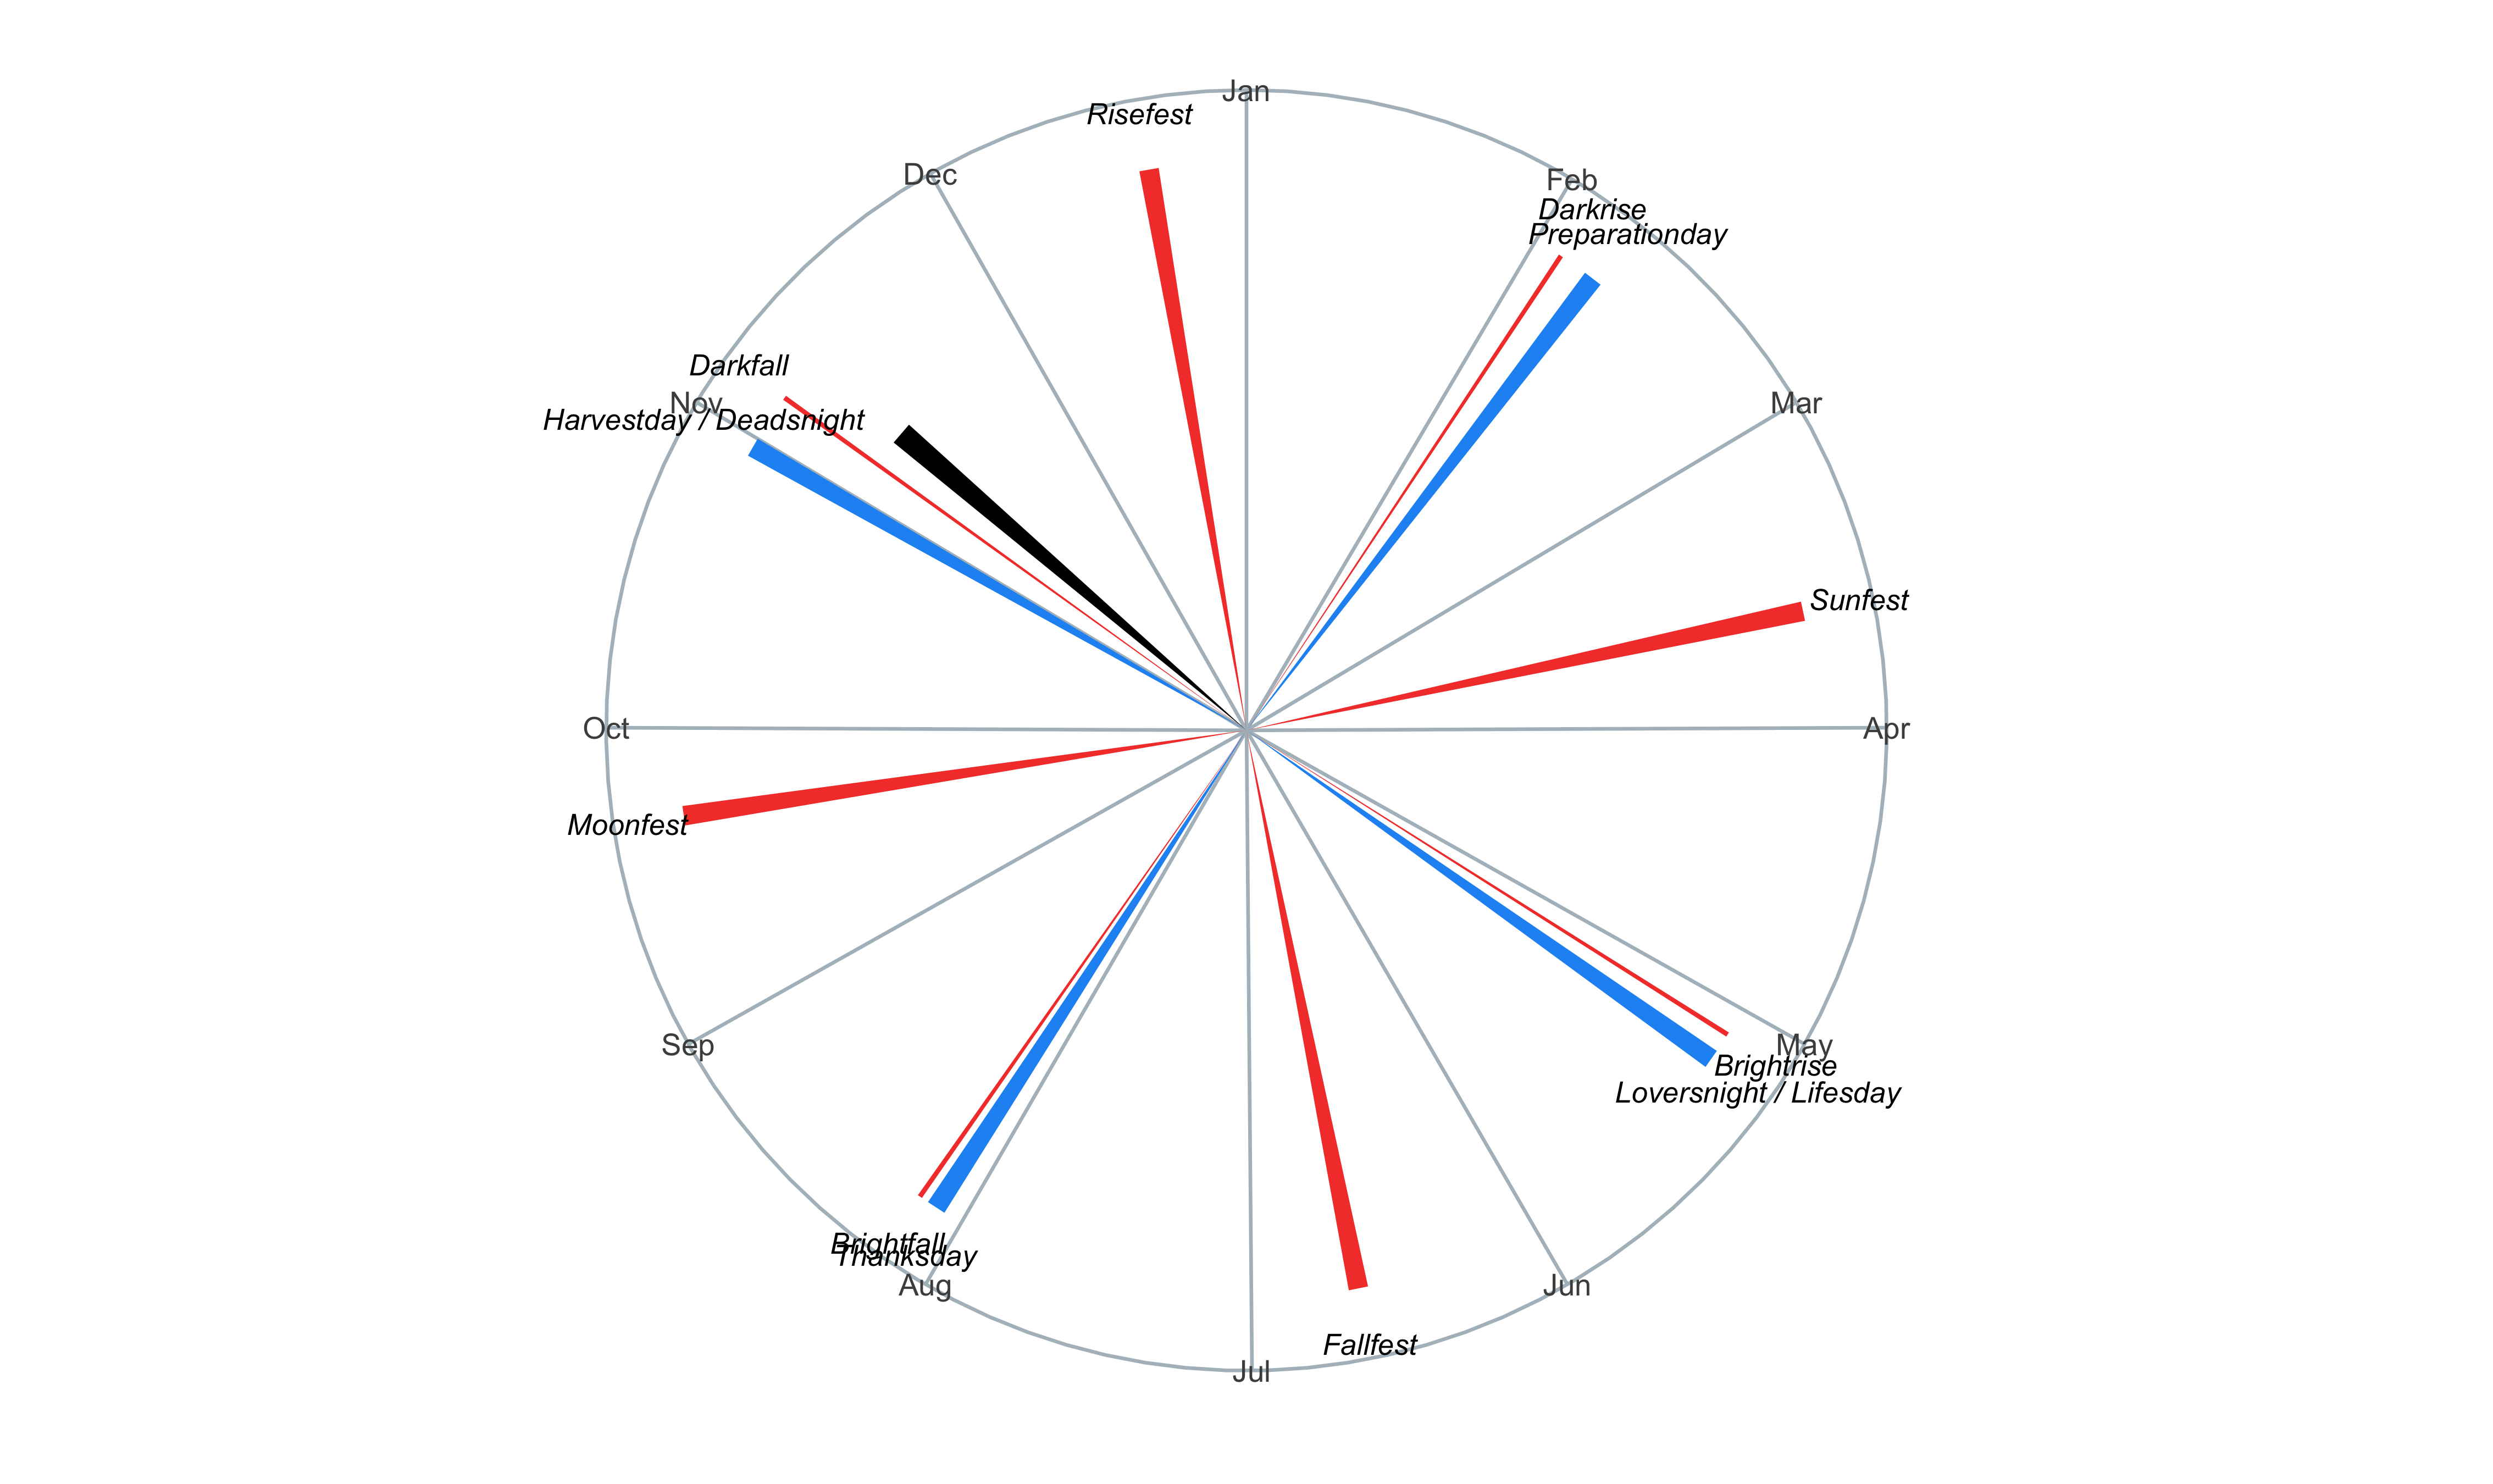 Jan
Risefest
Dec
Feb
Darkrise
Preparationday
Darkfall
Nov
Mar
Harvestday / Deadsnight
Sunfest
Oct
Apr
Moonfest
Sep
May
Brightrise
Loversnight / Lifesday
Brightfall
Thanksday
Aug
Jun
Fallfest
Jul